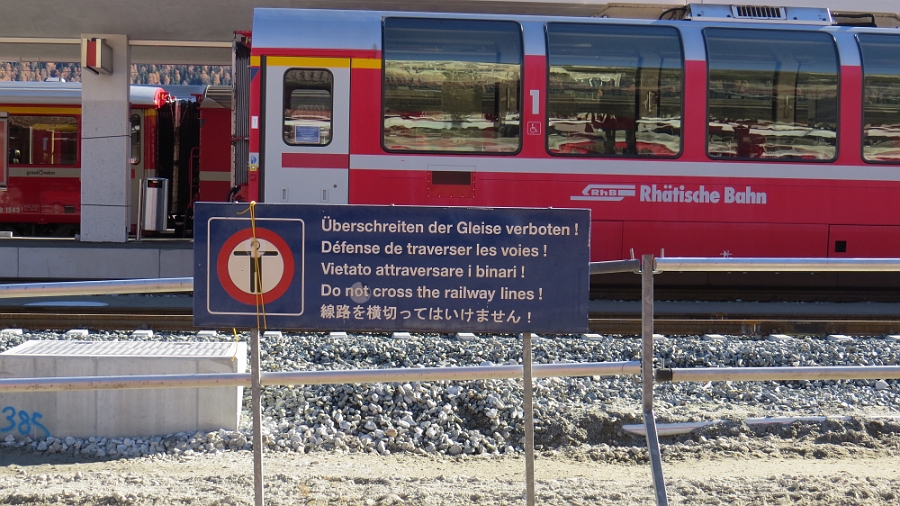 1
RhB Rhätische Bahn
Überschreiten der Gleise verboten !
Défense de traverser les voies !
Vietato attraversare i binari !
Do not cross the railway lines !
線路を横切ってはいけません !
385